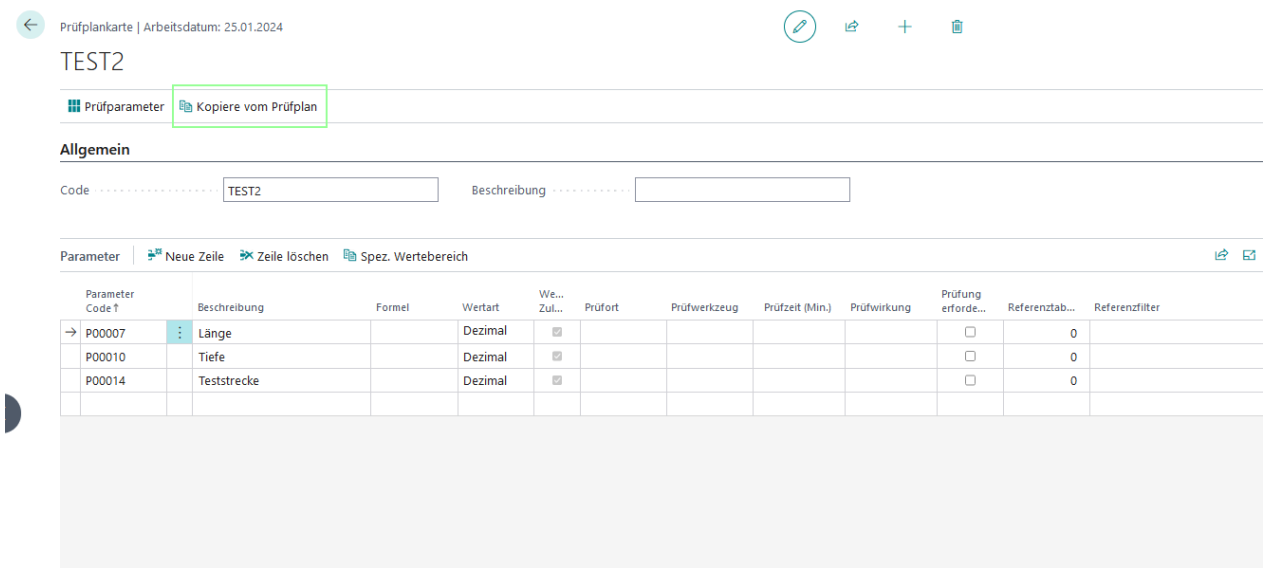 Prüfplankarte | Arbeitsdatum: 25.01.2024
TEST2
Prüfparameter Kopiere vom Prüfplan
Allgemein
Code TEST2 Beschreibung
Parameter Neue Zeile Zeile löschen Spez. Wertebereich
Parameter Code ↑ Beschreibung Formel Wertart We... Zul... Prüfort Prüfwerkzeug Prüfzeit (Min.) Prüfwirkung Prüfung erforde... Referenztab... Referenzfilter
P00007 Länge Dezimal 0
P00010 Tiefe Dezimal 0
P00014 Teststrecke Dezimal 0